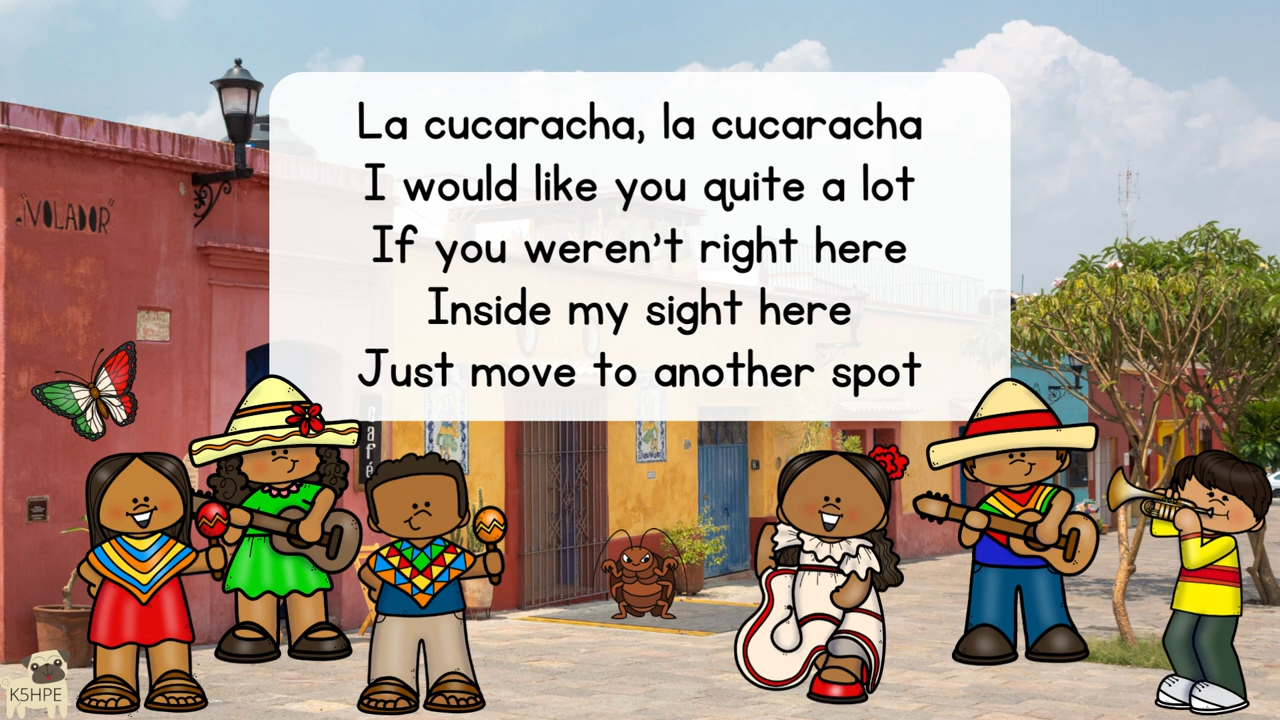 La cucaracha, la cucaracha
I would like you quite a lot
If you weren't right here
Inside my sight here
Just move to another spot
"VOLADOR"
café
K5HPE